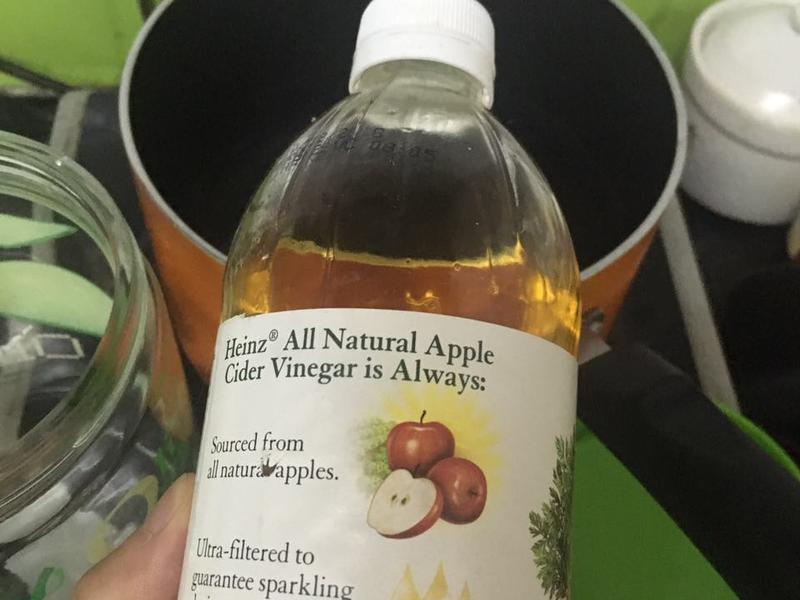 Heinz® All Natural Apple
Cider Vinegar is Always:
Sourced from
all natural apples.
Ultra-filtered to
guarantee sparkling